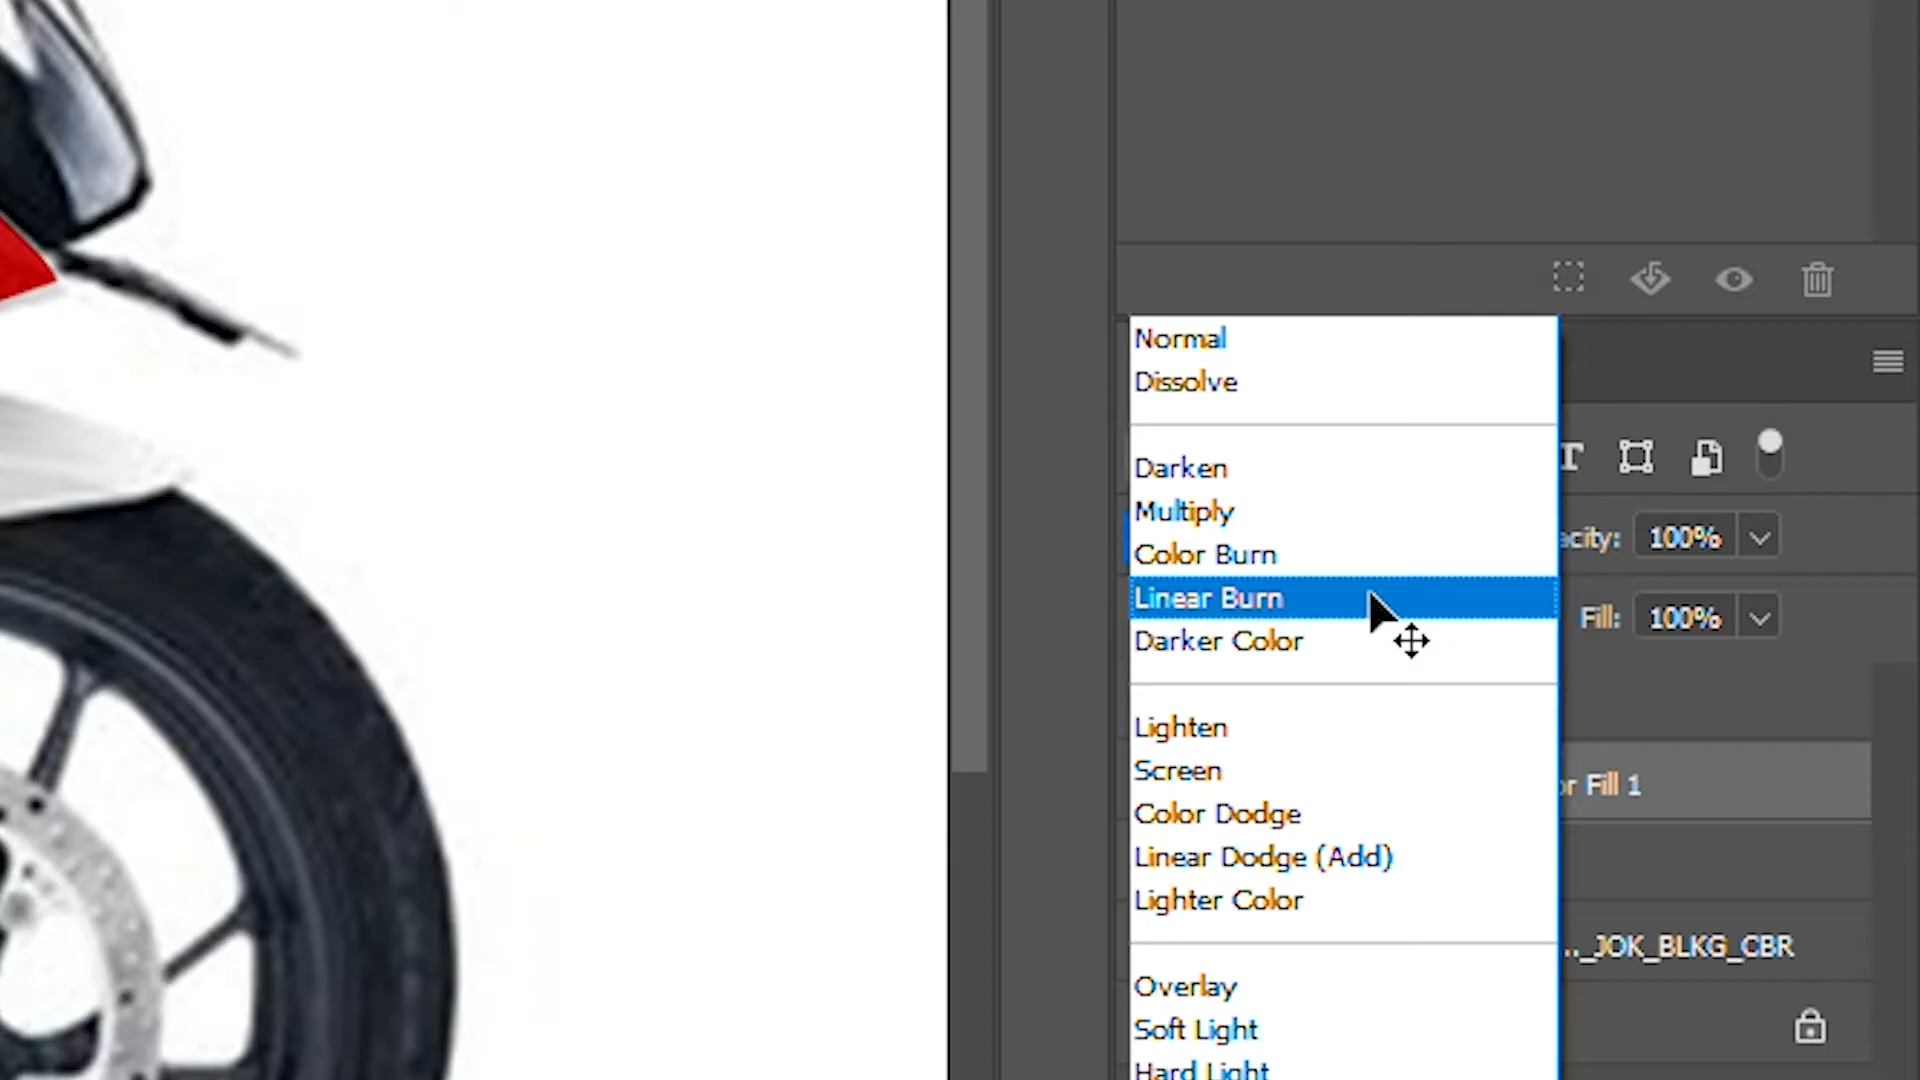 Normal
Dissolve
Darken
Multiply
Color Burn
Linear Burn
Darker Color
Lighten
Screen
Color Dodge
Linear Dodge (Add)
Lighter Color
Overlay
Soft Light
Hard Light
T
acity: 100%
Fill: 100%
or Fill 1
.._JOK_BLKG_CBR